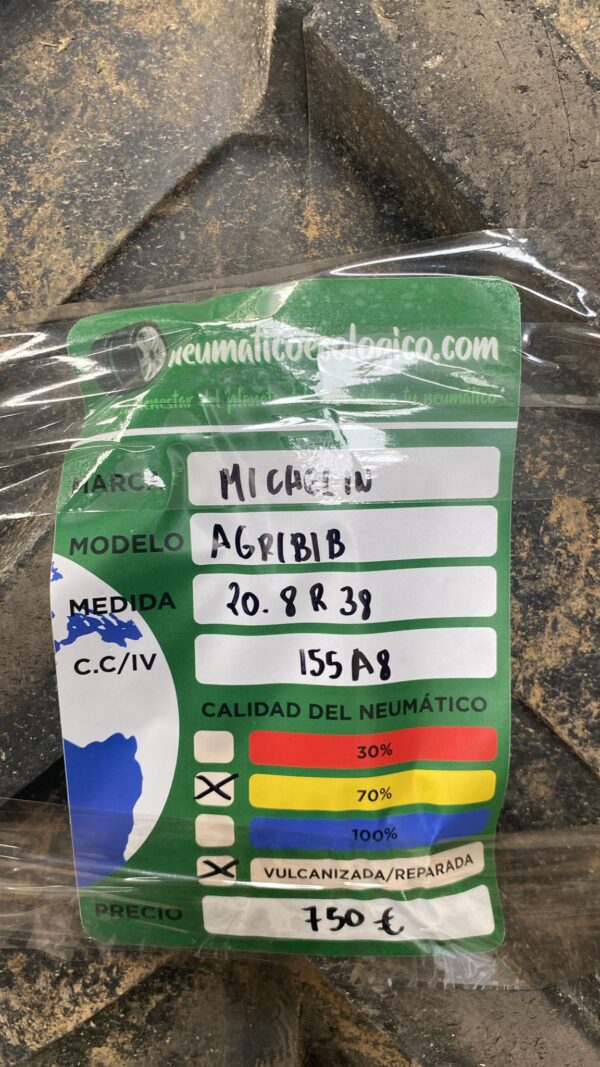 neumaticoecologico.com
MARCA MICHELIN
MODELO AGRIBIB
MEDIDA 20.8 R 38
C.C/IV 155 A8
CALIDAD DEL NEUMÁTICO
30%
X 70%
100%
X VULCANIZADA/REPARADA
PRECIO 750 €